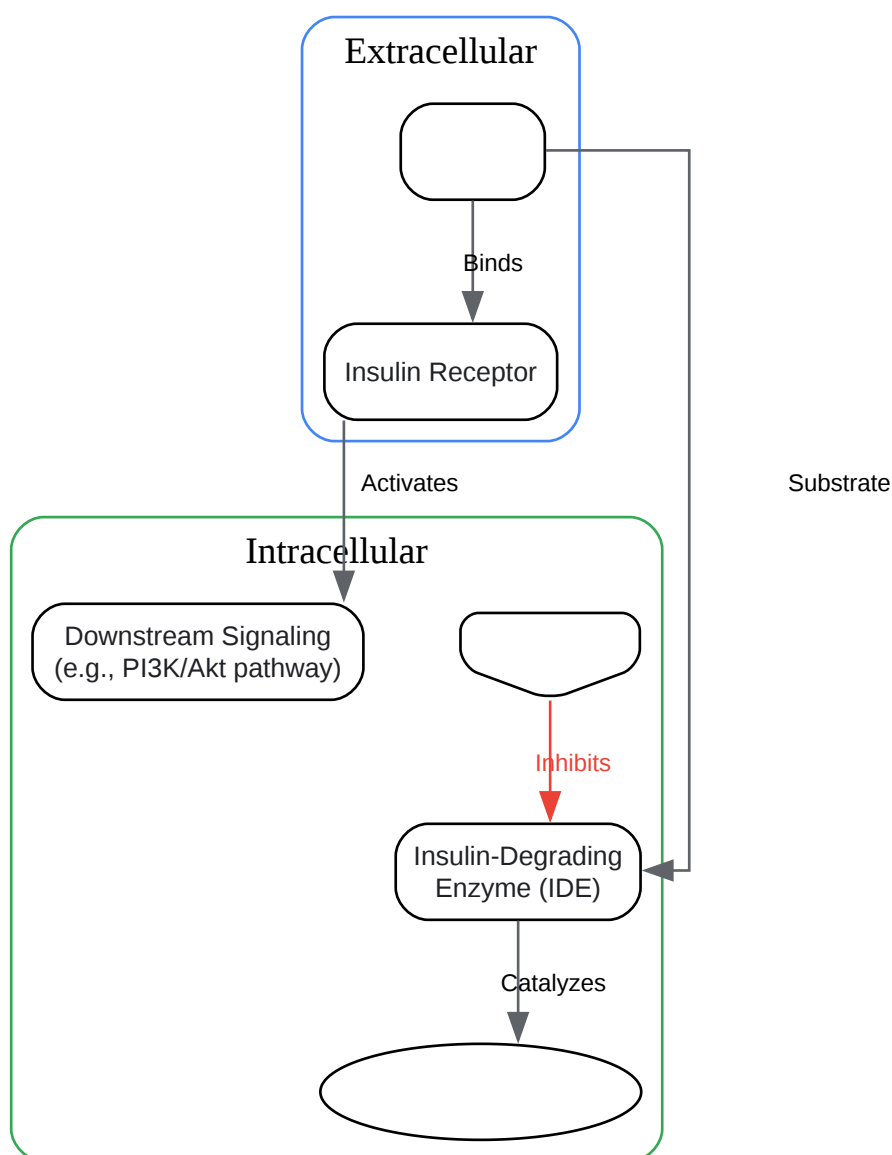 Extracellular
Binds
Insulin Receptor
Activates
Substrate
Intracellular
Downstream Signaling
(e.g., PI3K/Akt pathway)
Inhibits
Insulin-Degrading
Enzyme (IDE)
Catalyzes